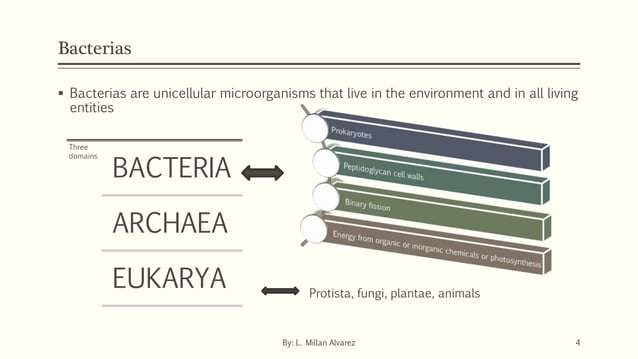 Bacterias
Bacterias are unicellular microorganisms that live in the environment and in all living
entities
Three
domains
BACTERIA
ARCHAEA
EUKARYA
Prokaryotes
Peptidoglycan cell walls
Binary fission
Energy from organic or inorganic chemicals or photosynthesis
Protista, fungi, plantae, animals
By: L. Millan Alvarez
4